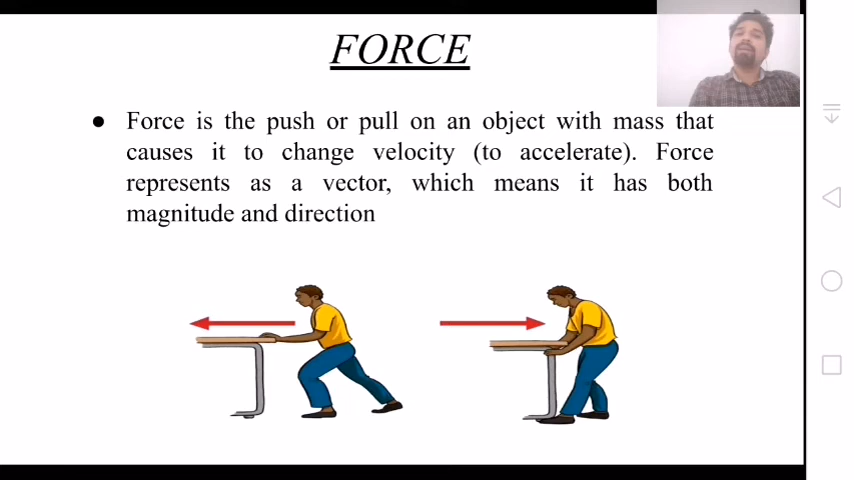 FORCE
● Force is the push or pull on an object with mass that
causes it to change velocity (to accelerate). Force
represents as a vector, which means it has both
magnitude and direction